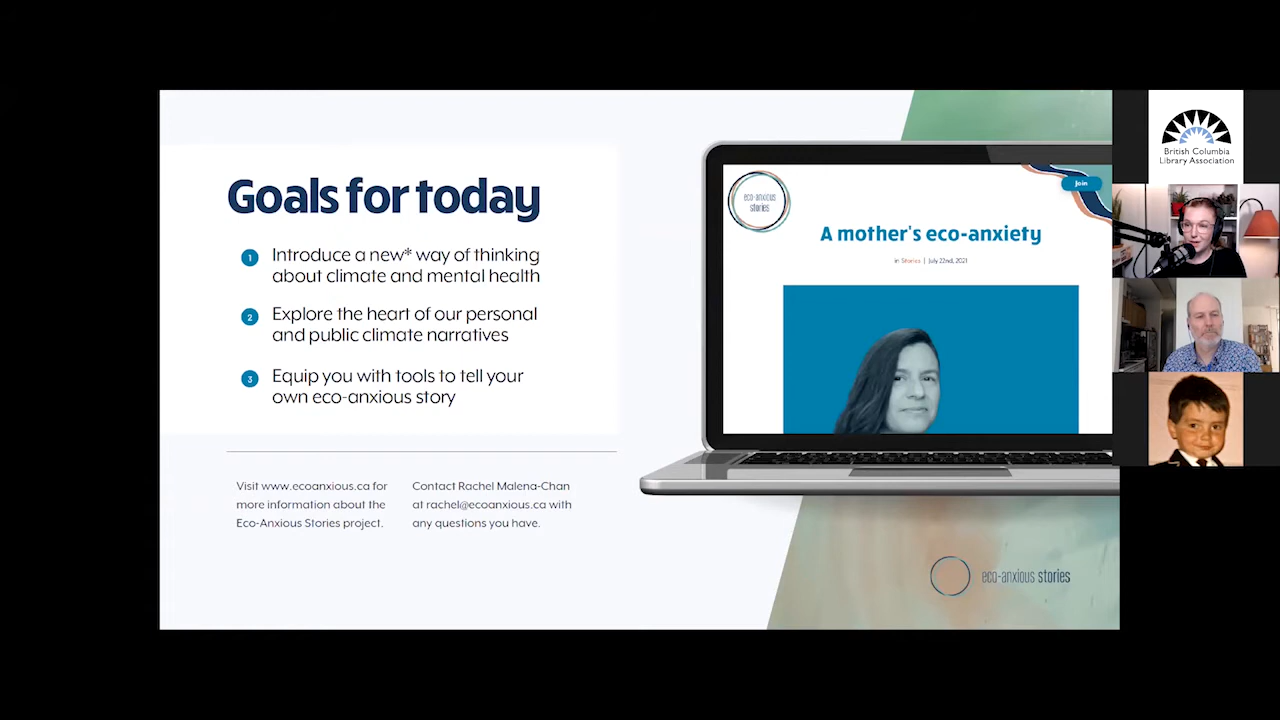 Goals for today
1 Introduce a new* way of thinking
about climate and mental health
2 Explore the heart of our personal
and public climate narratives
3 Equip you with tools to tell your
own eco-anxious story
Visit www.ecoanxious.ca for
more information about the
Eco-Anxious Stories project.
Contact Rachel Malena-Chan
at rachel@ecoanxious.ca with
any questions you have.
eco-anxious
stories
Join
A mother's eco-anxiety
in Stories | July 22nd, 2021
eco-anxious stories
British Columbia
Library Association